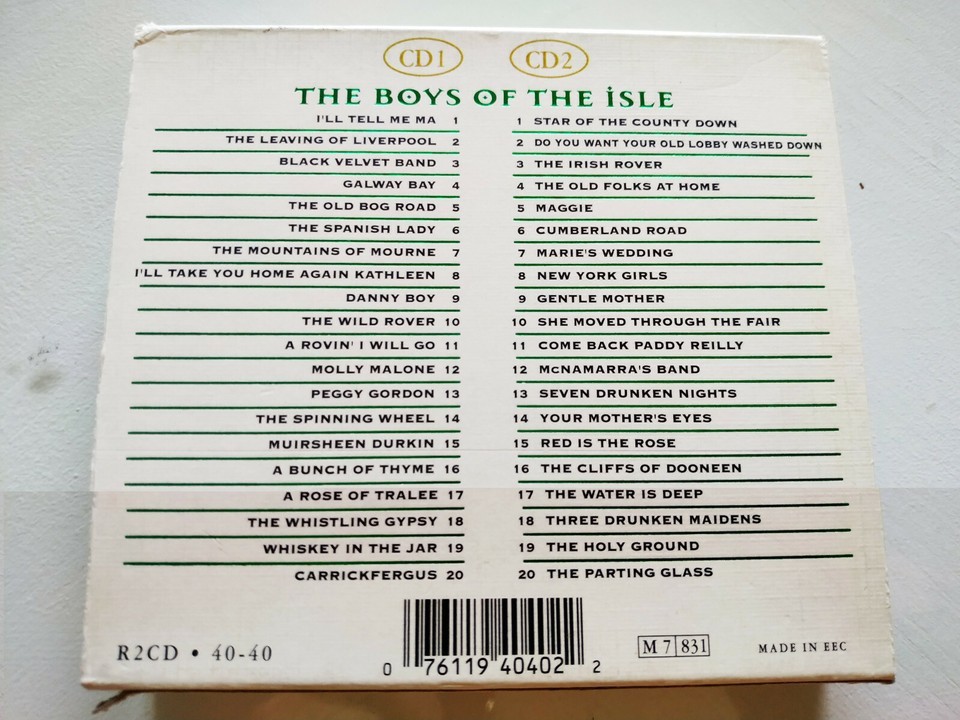 CD1 CD2
THE BOYS OF THE ISLE
I'LL TELL ME MA 1
THE LEAVING OF LIVERPOOL 2
BLACK VELVET BAND 3
GALWAY BAY 4
THE OLD BOG ROAD 5
THE SPANISH LADY 6
THE MOUNTAINS OF MOURNE 7
I'LL TAKE YOU HOME AGAIN KATHLEEN 8
DANNY BOY 9
THE WILD ROVER 10
A ROVIN' I WILL GO 11
MOLLY MALONE 12
PEGGY GORDON 13
THE SPINNING WHEEL 14
MUIRSHEEN DURKIN 15
A BUNCH OF THYME 16
A ROSE OF TRALEE 17
THE WHISTLING GYPSY 18
WHISKEY IN THE JAR 19
CARRICKFERGUS 20
1 STAR OF THE COUNTY DOWN
2 DO YOU WANT YOUR OLD LOBBY WASHED DOWN
3 THE IRISH ROVER
4 THE OLD FOLKS AT HOME
5 MAGGIE
6 CUMBERLAND ROAD
7 MARIE'S WEDDING
8 NEW YORK GIRLS
9 GENTLE MOTHER
10 SHE MOVED THROUGH THE FAIR
11 COME BACK PADDY REILLY
12 McNAMARRA'S BAND
13 SEVEN DRUNKEN NIGHTS
14 YOUR MOTHER'S EYES
15 RED IS THE ROSE
16 THE CLIFFS OF DOONEEN
17 THE WATER IS DEEP
18 THREE DRUNKEN MAIDENS
19 THE HOLY GROUND
20 THE PARTING GLASS
R2CD • 40-40
0 76119 40402 2
M7 831
MADE IN EEC